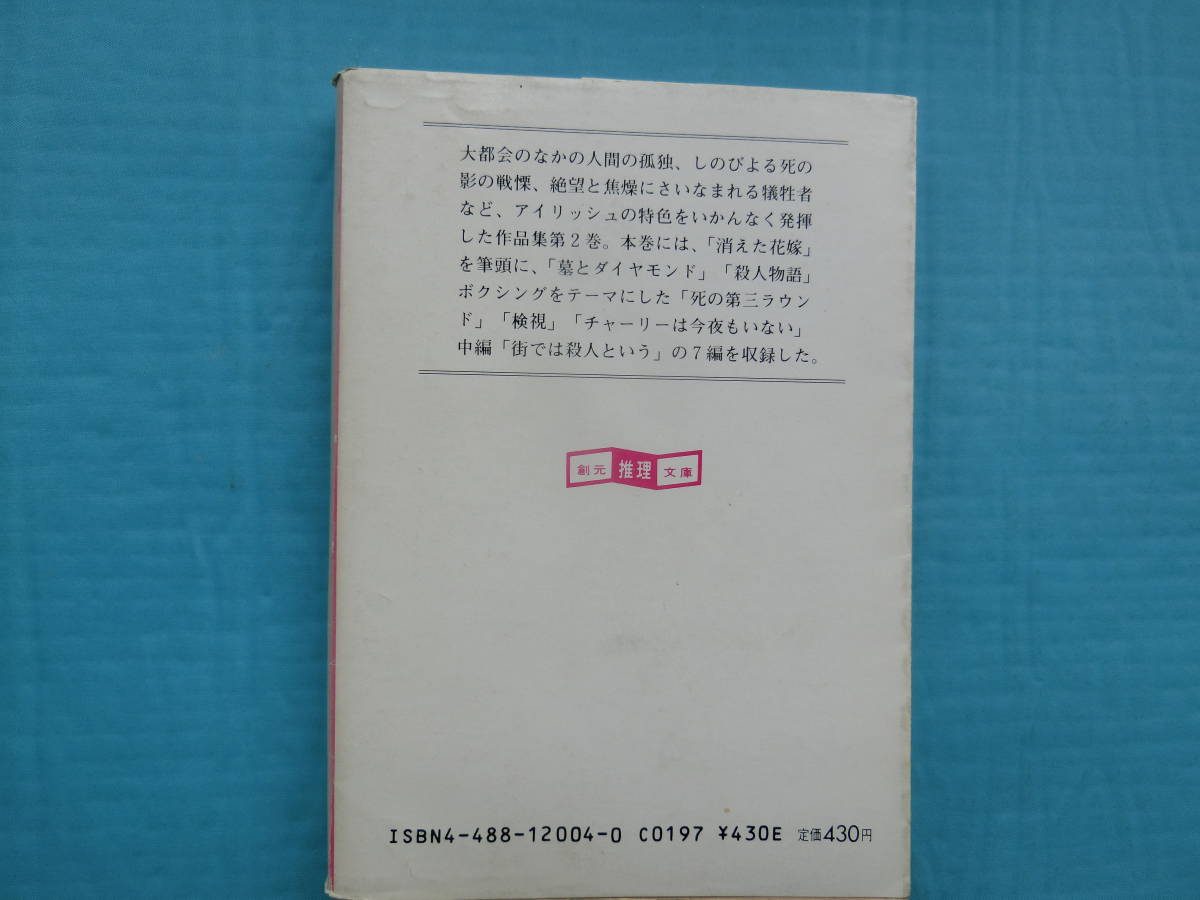 大都会のなかの人間の孤独、しのびよる死の
影の戦慄、絶望と焦燥にさいなまれる犠牲者
など、アイリッシュの特色をいかんなく発揮
した作品集第2巻。本巻には、「消えた花嫁」
を筆頭に、「墓とダイヤモンド」「殺人物語」
ボクシングをテーマにした「死の第三ラウン
ド」「検視」「チャーリーは今夜もいない」
中編「街では殺人という」の7編を収録した。
創元 推理 文庫
ISBN4-488-12004-0 C0197 ¥430E 定価430円